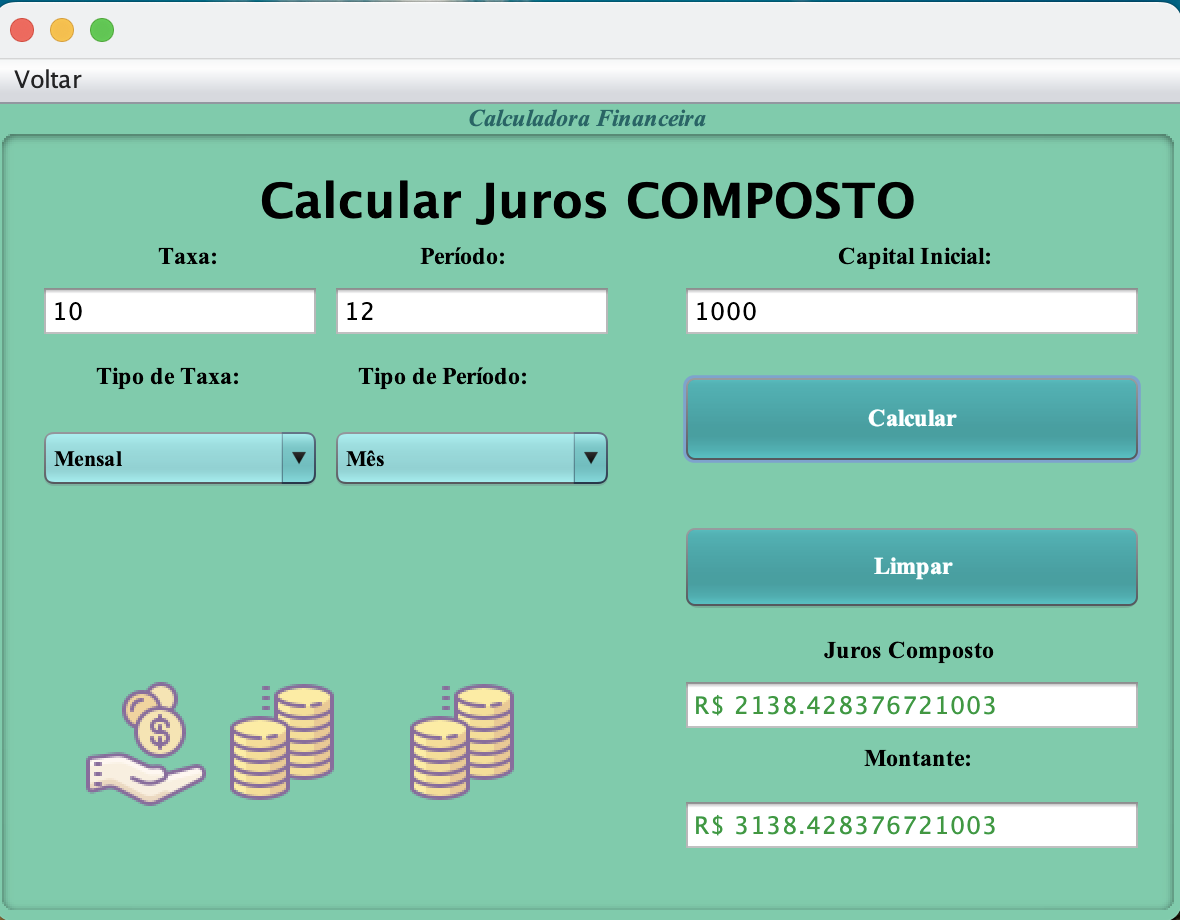 Voltar
Calculadora Financeira
Calcular Juros COMPOSTO
Taxa: Período: Capital Inicial:
10 12 1000
Tipo de Taxa: Tipo de Período:
Calcular
Mensal Mês
Limpar
Juros Composto
R$ 2138.428376721003
$
Montante:
R$ 3138.428376721003